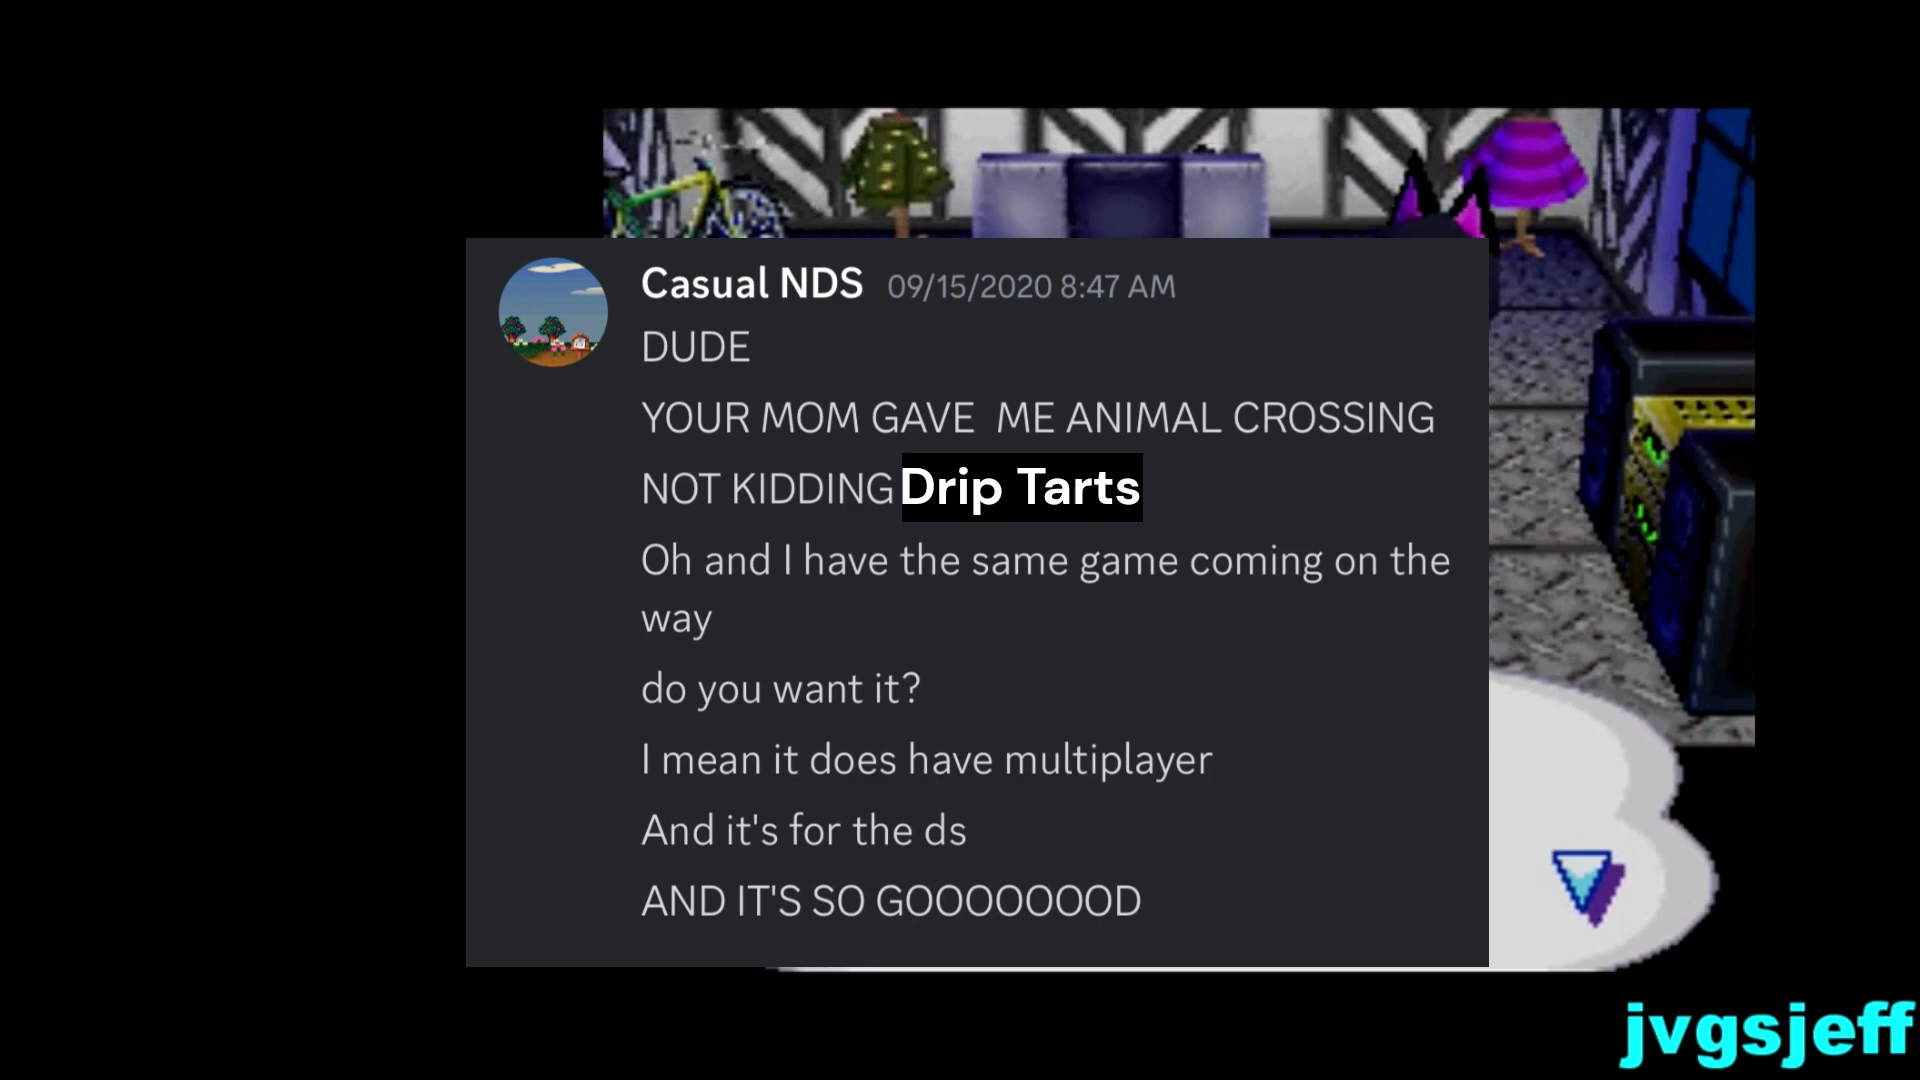 Casual NDS 09/15/2020 8:47 AM
DUDE
YOUR MOM GAVE  ME ANIMAL CROSSING
NOT KIDDING Drip Tarts
Oh and I have the same game coming on the
way
do you want it?
I mean it does have multiplayer
And it's for the ds
AND IT'S SO GOOOOOOOD
jvgsjeff